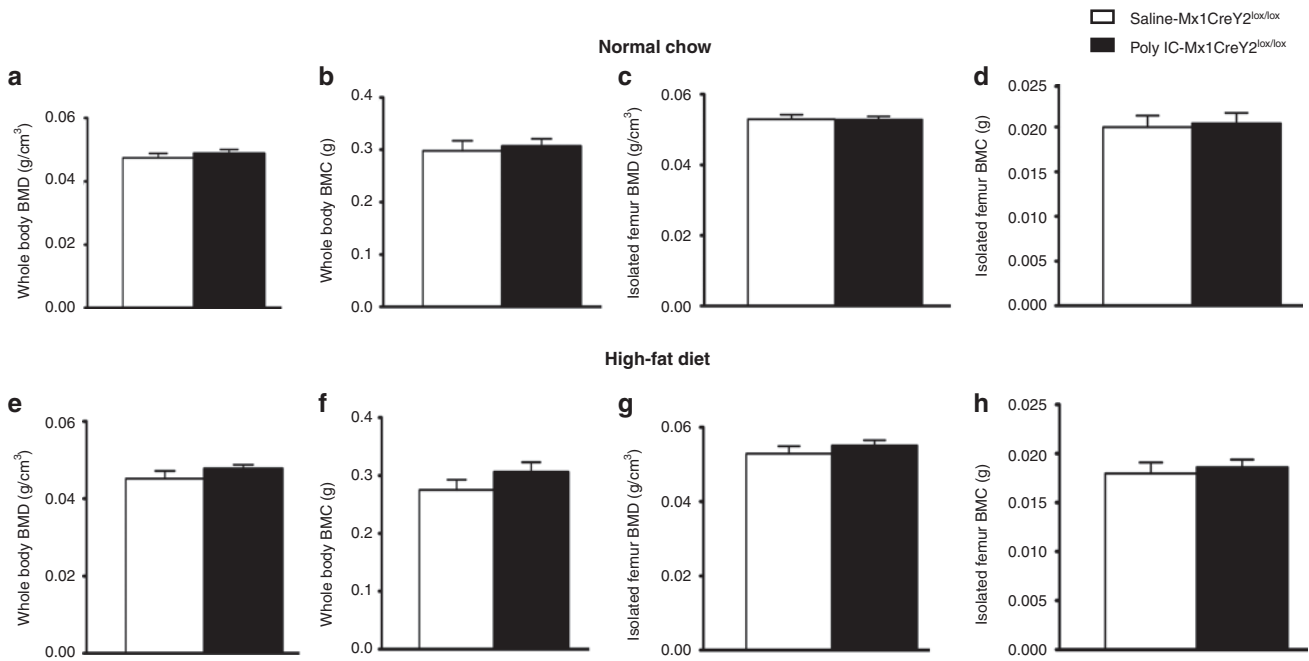 Saline-Mx1CreY2lox/lox
Poly IC-Mx1CreY2lox/lox
Normal chow
a
Whole body BMD (g/cm3)
0.06
0.04
0.02
0.00
b
Whole body BMC (g)
0.4
0.3
0.2
0.1
0.0
c
Isolated femur BMD (g/cm3)
0.06
0.04
0.02
0.00
d
Isolated femur BMC (g)
0.025
0.020
0.015
0.010
0.005
0.000
High-fat diet
e
Whole body BMD (g/cm3)
0.06
0.04
0.02
0.00
f
Whole body BMC (g)
0.4
0.3
0.2
0.1
0.0
g
Isolated femur BMD (g/cm3)
0.06
0.04
0.02
0.00
h
Isolated femur BMC (g)
0.025
0.020
0.015
0.010
0.005
0.000